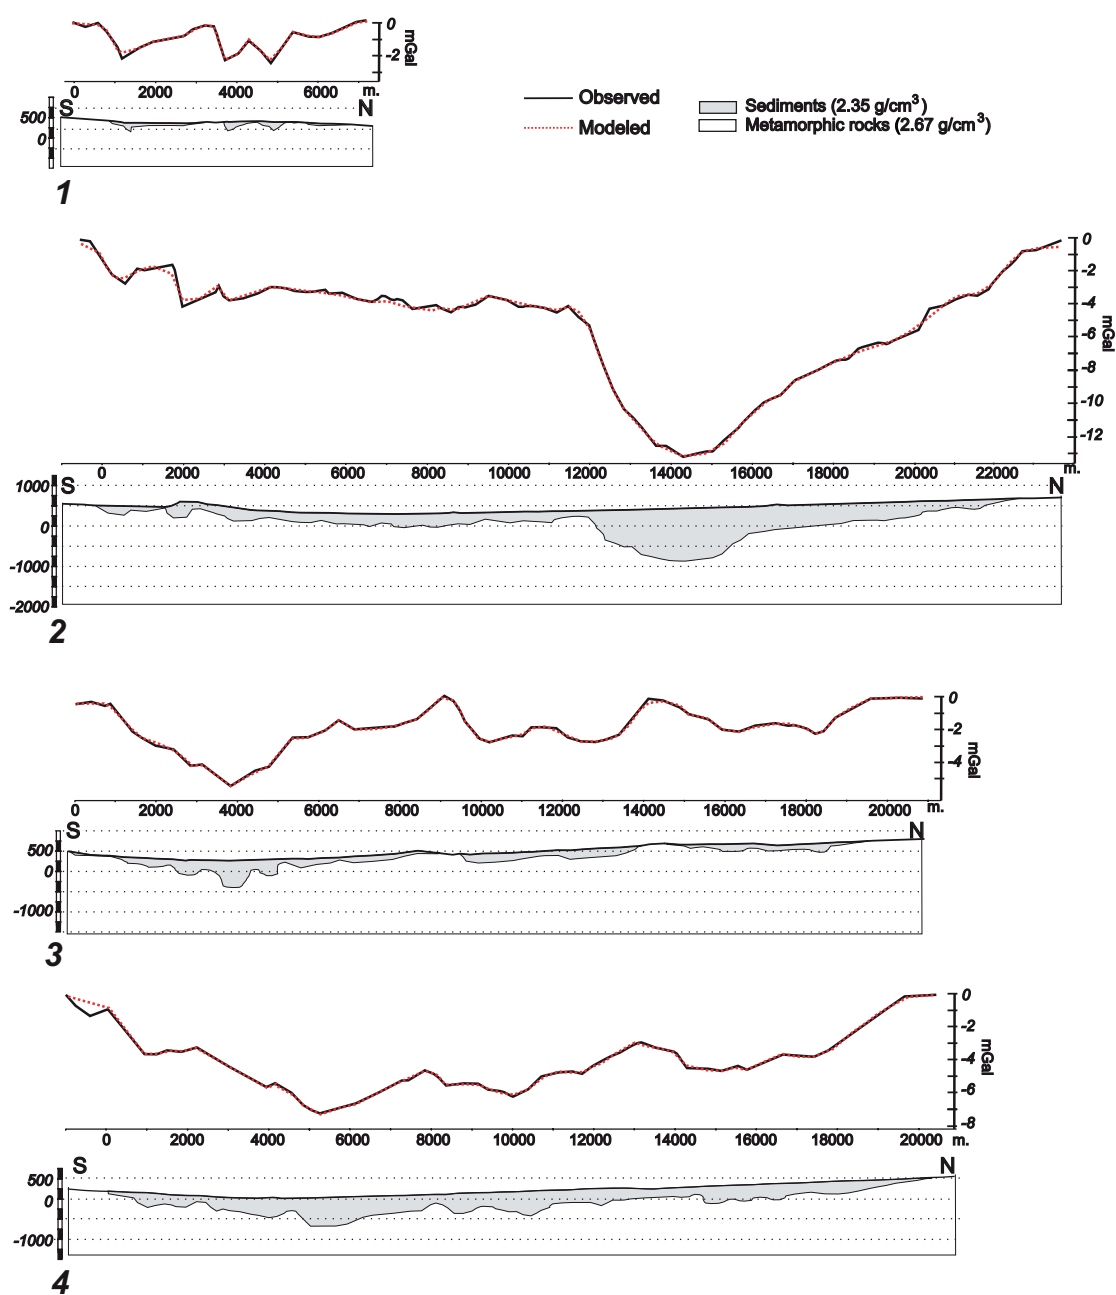 0
-2
mGal
0 2000 4000 6000 m.
S N
500
0
1
Observed
Modeled
Sediments (2.35 g/cm³)
Metamorphic rocks (2.67 g/cm³)
0
-2
-4
-6
-8
-10
-12
mGal
0 2000 4000 6000 8000 10000 12000 14000 16000 18000 20000 22000 m.
S N
1000
0
-1000
-2000
2
0
-2
-4
mGal
0 2000 4000 6000 8000 10000 12000 14000 16000 18000 20000 m.
S N
500
0
-1000
3
0
-2
-4
-6
-8
mGal
0 2000 4000 6000 8000 10000 12000 14000 16000 18000 20000 m.
S N
500
0
-1000
4